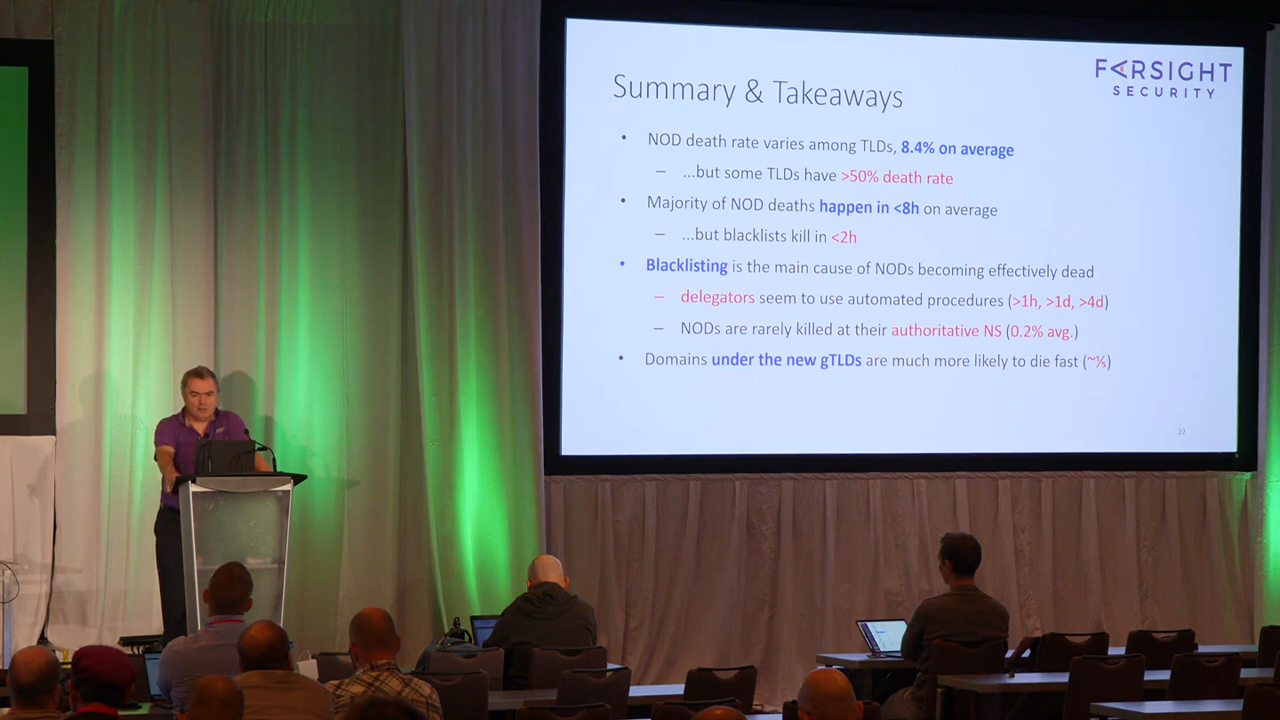 FARSIGHT
SECURITY
Summary & Takeaways
• NOD death rate varies among TLDs, 8.4% on average
– ...but some TLDs have >50% death rate
• Majority of NOD deaths happen in <8h on average
– ...but blacklists kill in <2h
• Blacklisting is the main cause of NODs becoming effectively dead
– delegators seem to use automated procedures (>1h, >1d, >4d)
– NODs are rarely killed at their authoritative NS (0.2% avg.)
• Domains under the new gTLDs are much more likely to die fast (~⅕)
22